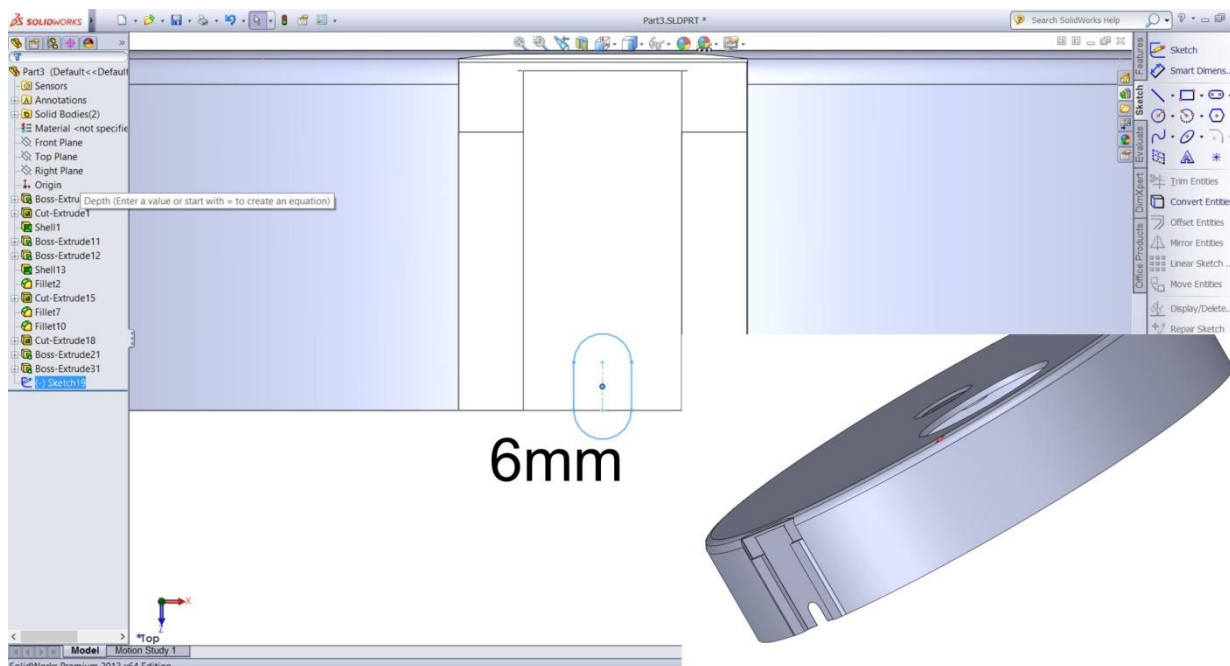 SOLIDWORKS
Part3.SLDPRT *
Search SolidWorks Help
Part3 (Default<<Default
Sensors
Annotations
Solid Bodies(2)
Material <not specifie
Front Plane
Top Plane
Right Plane
Origin
Boss-Extru
Depth (Enter a value or start with = to create an equation)
Cut-Extrude1
Shell1
Boss-Extrude11
Boss-Extrude12
Shell13
Fillet2
Cut-Extrude15
Fillet7
Fillet10
Cut-Extrude18
Boss-Extrude21
Boss-Extrude31
(-) Sketch19
6mm
X
Z
*Top
Model
Motion Study 1
SolidWorks Premium 2013 x64 Edition
Features
Sketch
Evaluate
DimXpert
Office Products
Sketch
Smart Dimens...
Trim Entities
Convert Entitie
Offset Entities
Mirror Entities
Linear Sketch ...
Move Entities
Display/Delete...
Repair Sketch